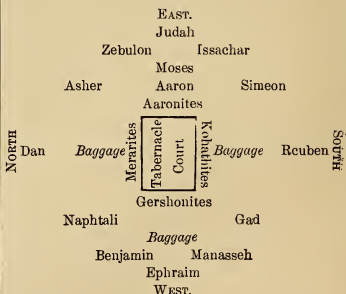 EAST.
Judah
Zebulon Issachar
Moses
Asher Aaron Simeon
Aaronites
NORTH
Dan Baggage Merarites Tabernacle Court Kohathites Baggage Reuben
SOUTH
Gershonites
Naphtali Gad
Baggage
Benjamin Manasseh
Ephraim
WEST.